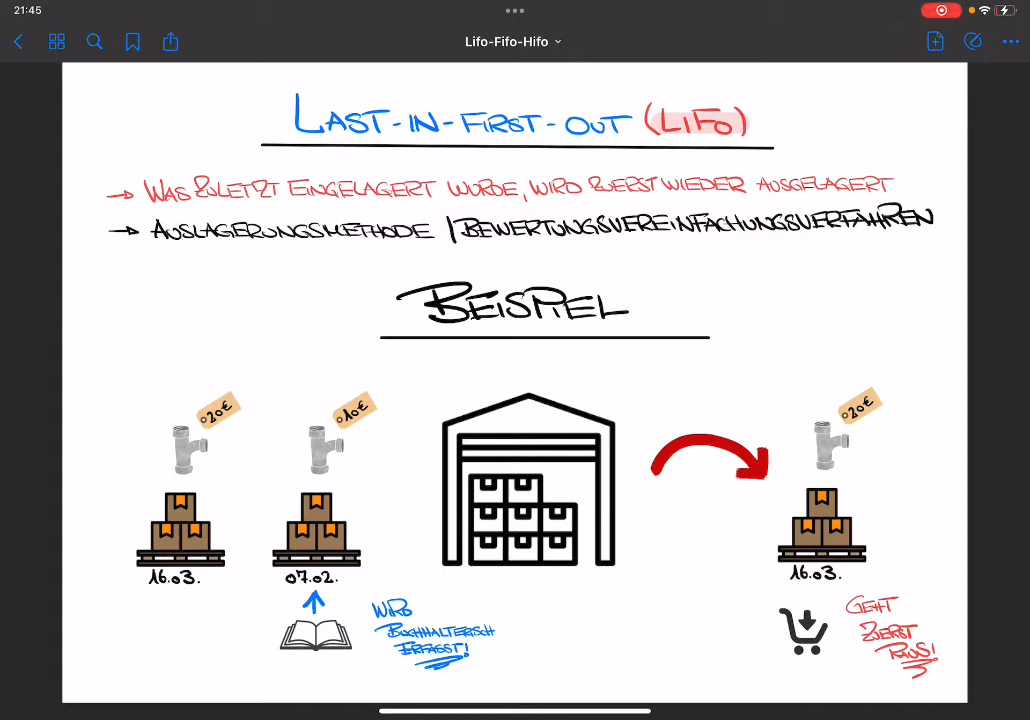 21:45
Lifo-Fifo-Hifo
LAST-IN-FIRST-OUT (LIFO)
→ WAS ZULETZT EINGELAGERT WURDE, WIRD ZUERST WIEDER AUSGELAGERT
→ AUSLAGERUNGSMETHODE / BEWERTUNGSVEREINFACHUNGSVERFAHREN
BEISPIEL
20€
10€
20€
16.03.
07.02.
16.03.
WIRD
BUCHHALTERISCH
ERFASST!
GEHT
ZUERST
RAUS!